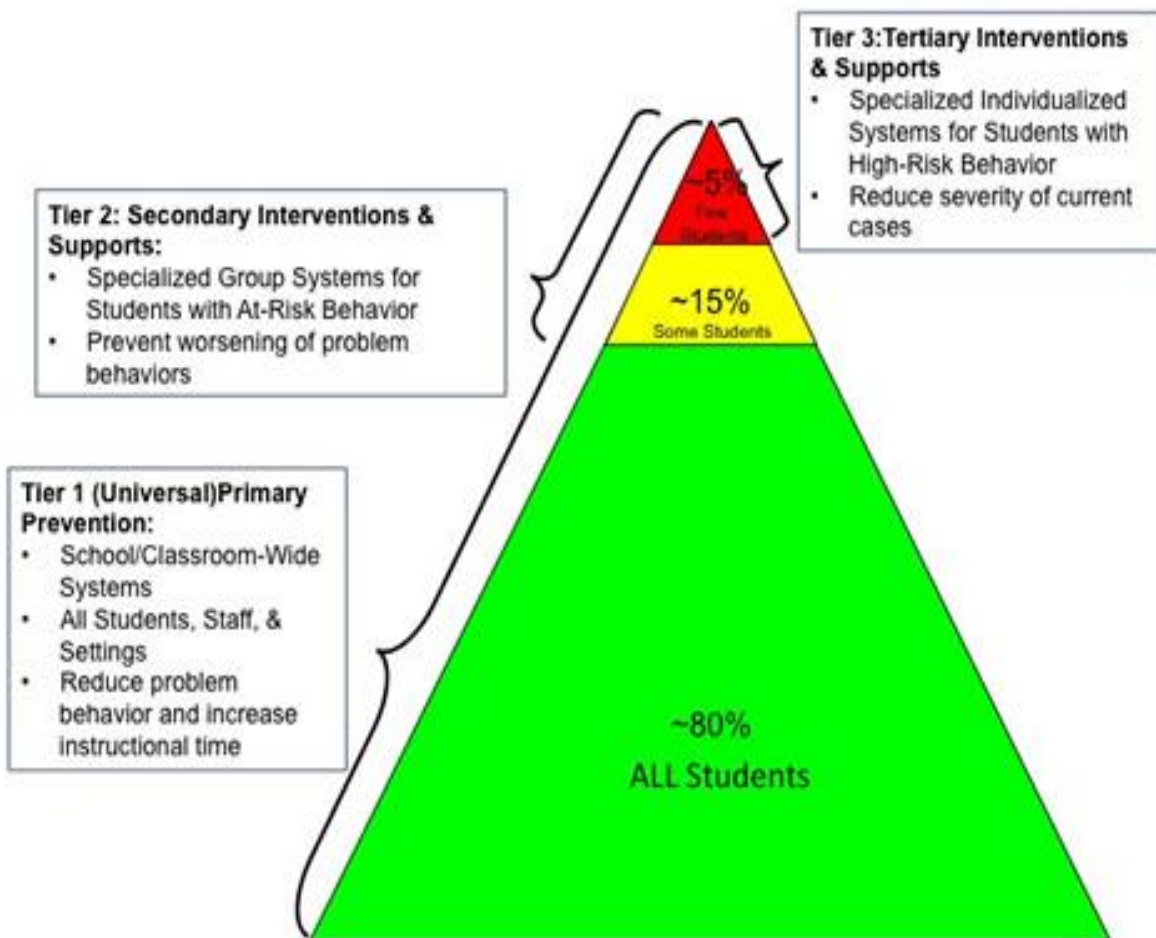 Tier 3:Tertiary Interventions
& Supports
• Specialized Individualized
Systems for Students with
High-Risk Behavior
• Reduce severity of current
cases
~5%
Few
Students
Tier 2: Secondary Interventions &
Supports:
• Specialized Group Systems for
Students with At-Risk Behavior
• Prevent worsening of problem
behaviors
~15%
Some Students
Tier 1 (Universal)Primary
Prevention:
• School/Classroom-Wide
Systems
• All Students, Staff, &
Settings
• Reduce problem
behavior and increase
instructional time
~80%
ALL Students